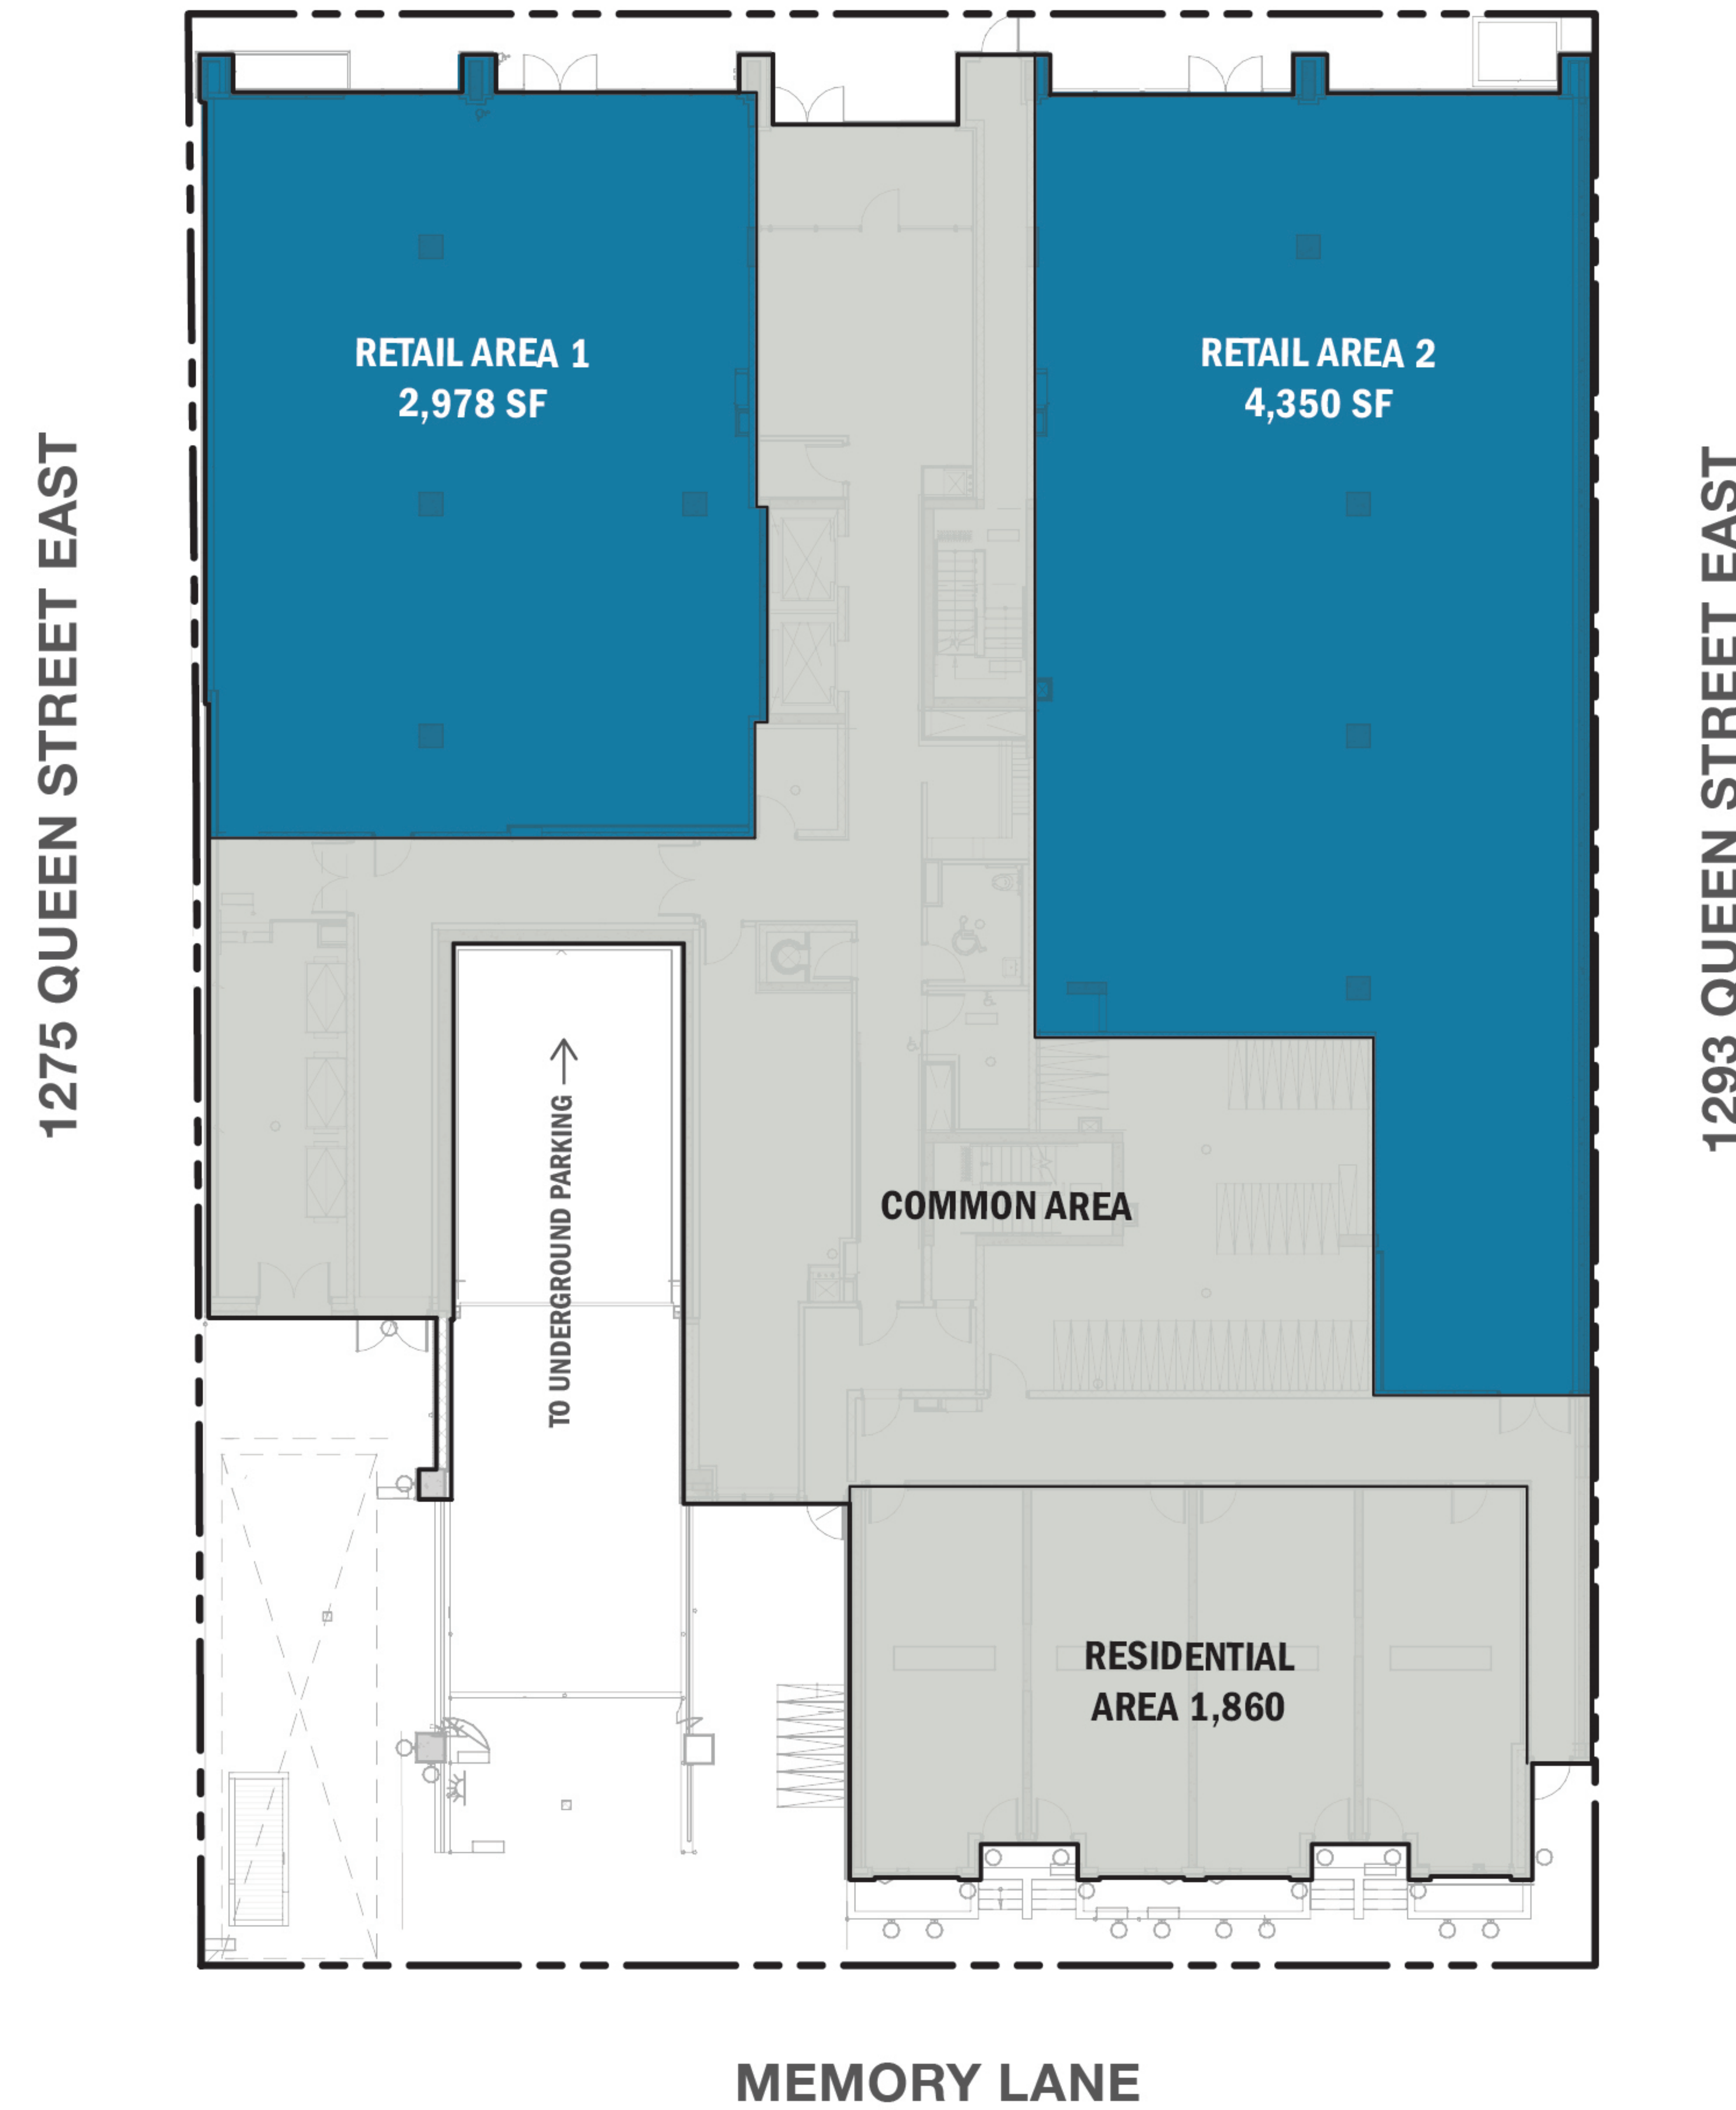 RETAIL AREA 1
2,978 SF
RETAIL AREA 2
4,350 SF
1275 QUEEN STREET EAST
1293 QUEEN STREET EAST
TO UNDERGROUND PARKING
COMMON AREA
RESIDENTIAL
AREA 1,860
MEMORY LANE